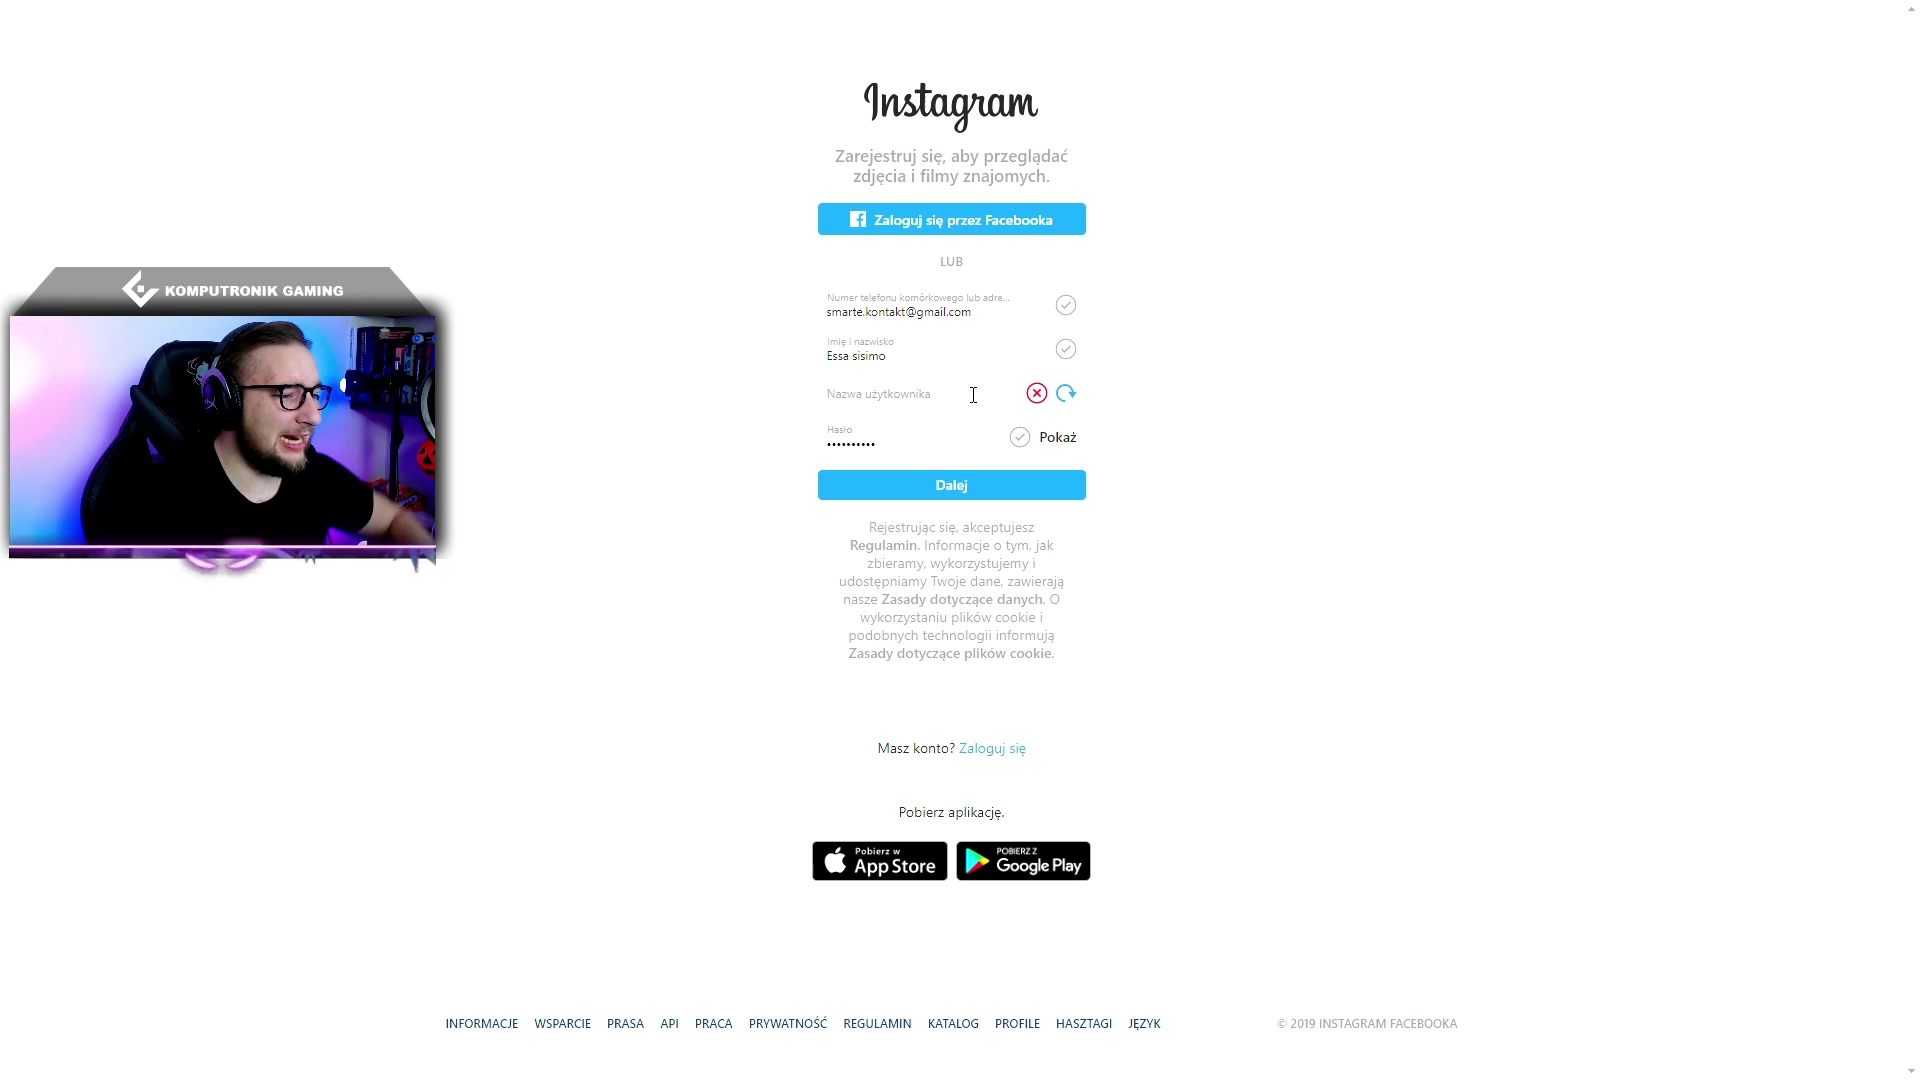 Instagram
Zarejestruj się, aby przeglądać
zdjęcia i filmy znajomych.
Zaloguj się przez Facebooka
LUB
Numer telefonu komórkowego lub adre...
smarte.kontakt@gmail.com
Imię i nazwisko
Essa sisimo
Nazwa użytkownika
Hasło
••••••••••
Pokaż
Dalej
Rejestrując się, akceptujesz
Regulamin. Informacje o tym, jak
zbieramy, wykorzystujemy i
udostępniamy Twoje dane, zawierają
nasze Zasady dotyczące danych. O
wykorzystaniu plików cookie i
podobnych technologii informują
Zasady dotyczące plików cookie.
Masz konto? Zaloguj się
Pobierz aplikację.
Pobierz w
App Store
POBIERZ Z
Google Play
KOMPUTRONIK GAMING
INFORMACJE WSPARCIE PRASA API PRACA PRYWATNOŚĆ REGULAMIN KATALOG PROFILE HASZTAGI JĘZYK
© 2019 INSTAGRAM FACEBOOKA